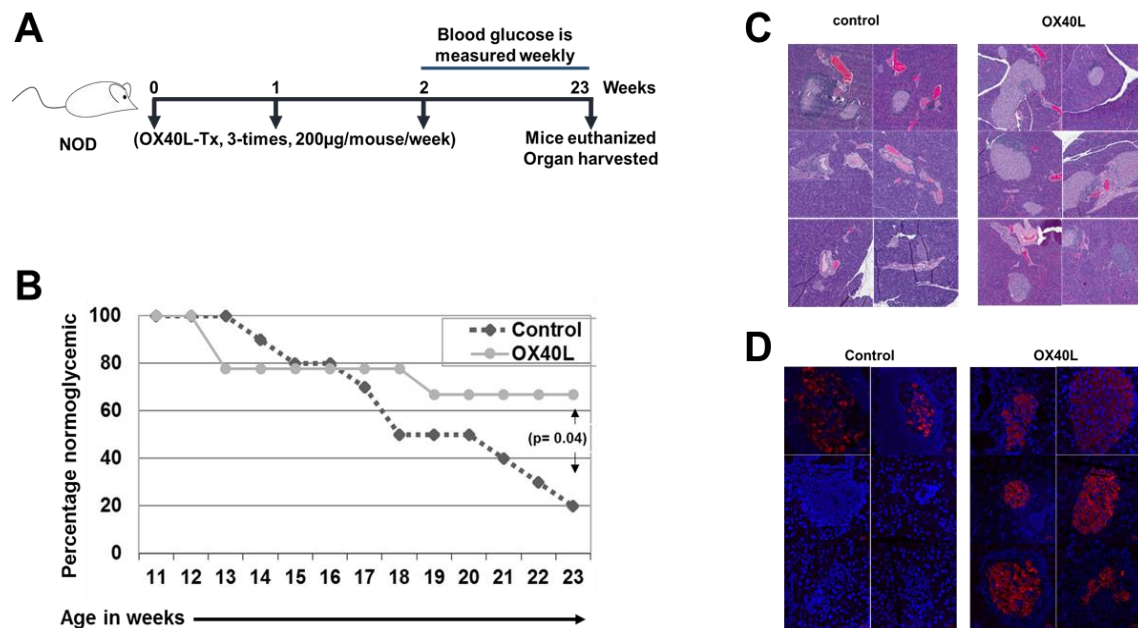 A
Blood glucose is
measured weekly
0 1 2 23 Weeks
NOD
(OX40L-Tx, 3-times, 200µg/mouse/week)
Mice euthanized
Organ harvested
B
Percentage normoglycemic
100
80
60
40
20
0
Control
OX40L
(p= 0.04)
11 12 13 14 15 16 17 18 19 20 21 22 23
Age in weeks
C
control OX40L
D
Control OX40L